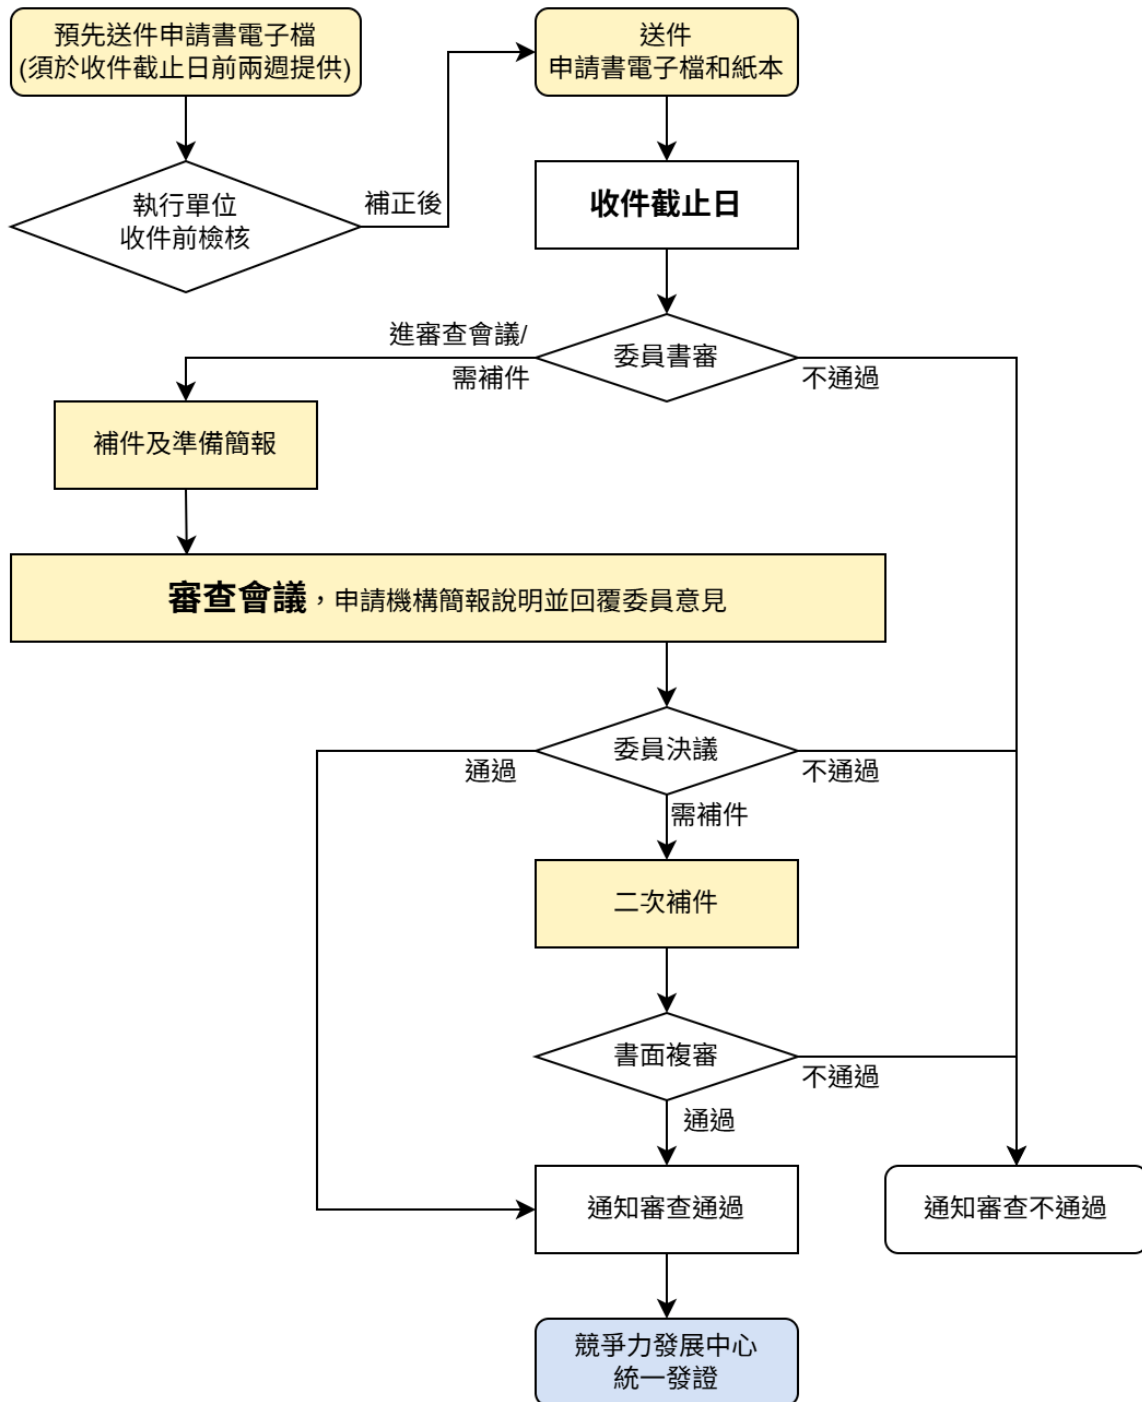 預先送件申請書電子檔
(須於收件截止日前兩週提供)
送件
申請書電子檔和紙本
執行單位
收件前檢核
補正後
收件截止日
委員書審
進審查會議/
需補件
不通過
補件及準備簡報
審查會議，申請機構簡報說明並回覆委員意見
委員決議
通過
不通過
需補件
二次補件
書面複審
不通過
通過
通知審查通過
通知審查不通過
競爭力發展中心
統一發證